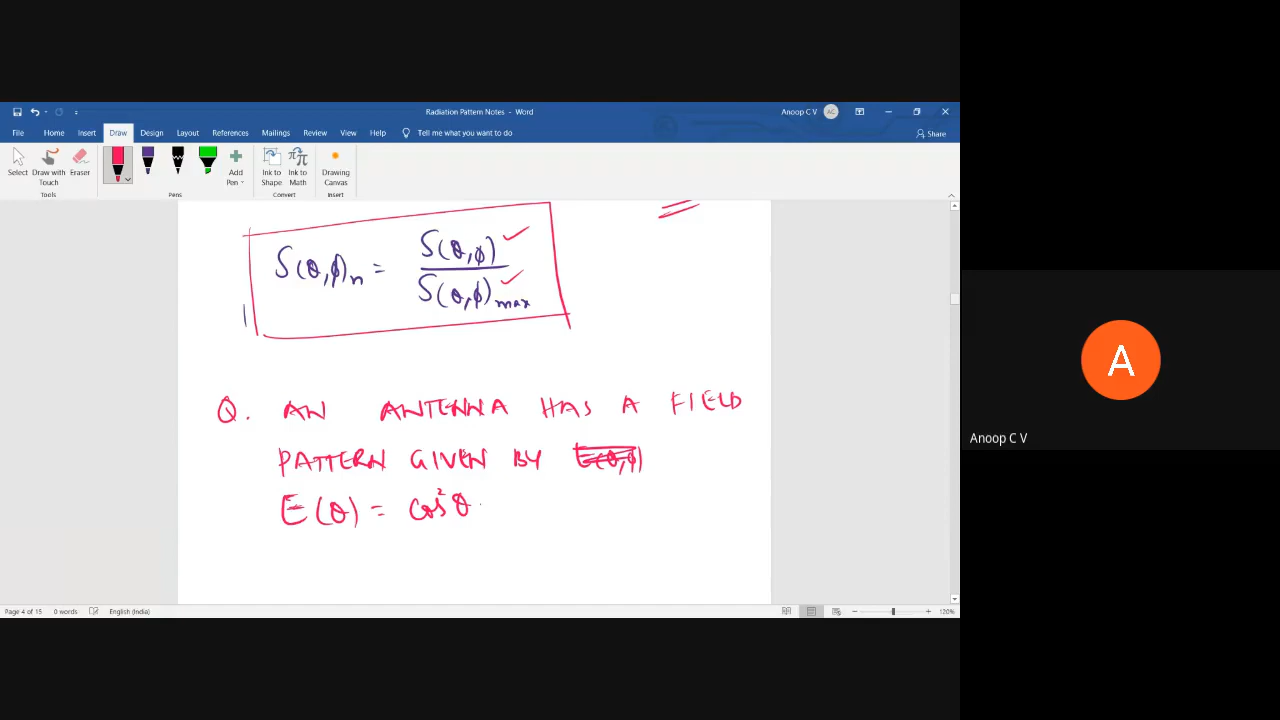 Radiation Pattern Notes - Word
Anoop C V
AC
File Home Insert Draw Design Layout References Mailings Review View Help Tell me what you want to do
Share
Select Draw with Touch Eraser Add Pen Ink to Shape Ink to Math Drawing Canvas
Tools Pens Convert Insert
S(θ,φ)n = S(θ,φ) / S(θ,φ)max
Q. AN ANTENNA HAS A FIELD
PATTERN GIVEN BY E(θ,φ)
E(θ) = cos²θ
Page 4 of 15 0 words English (India) 120%
A
Anoop C V